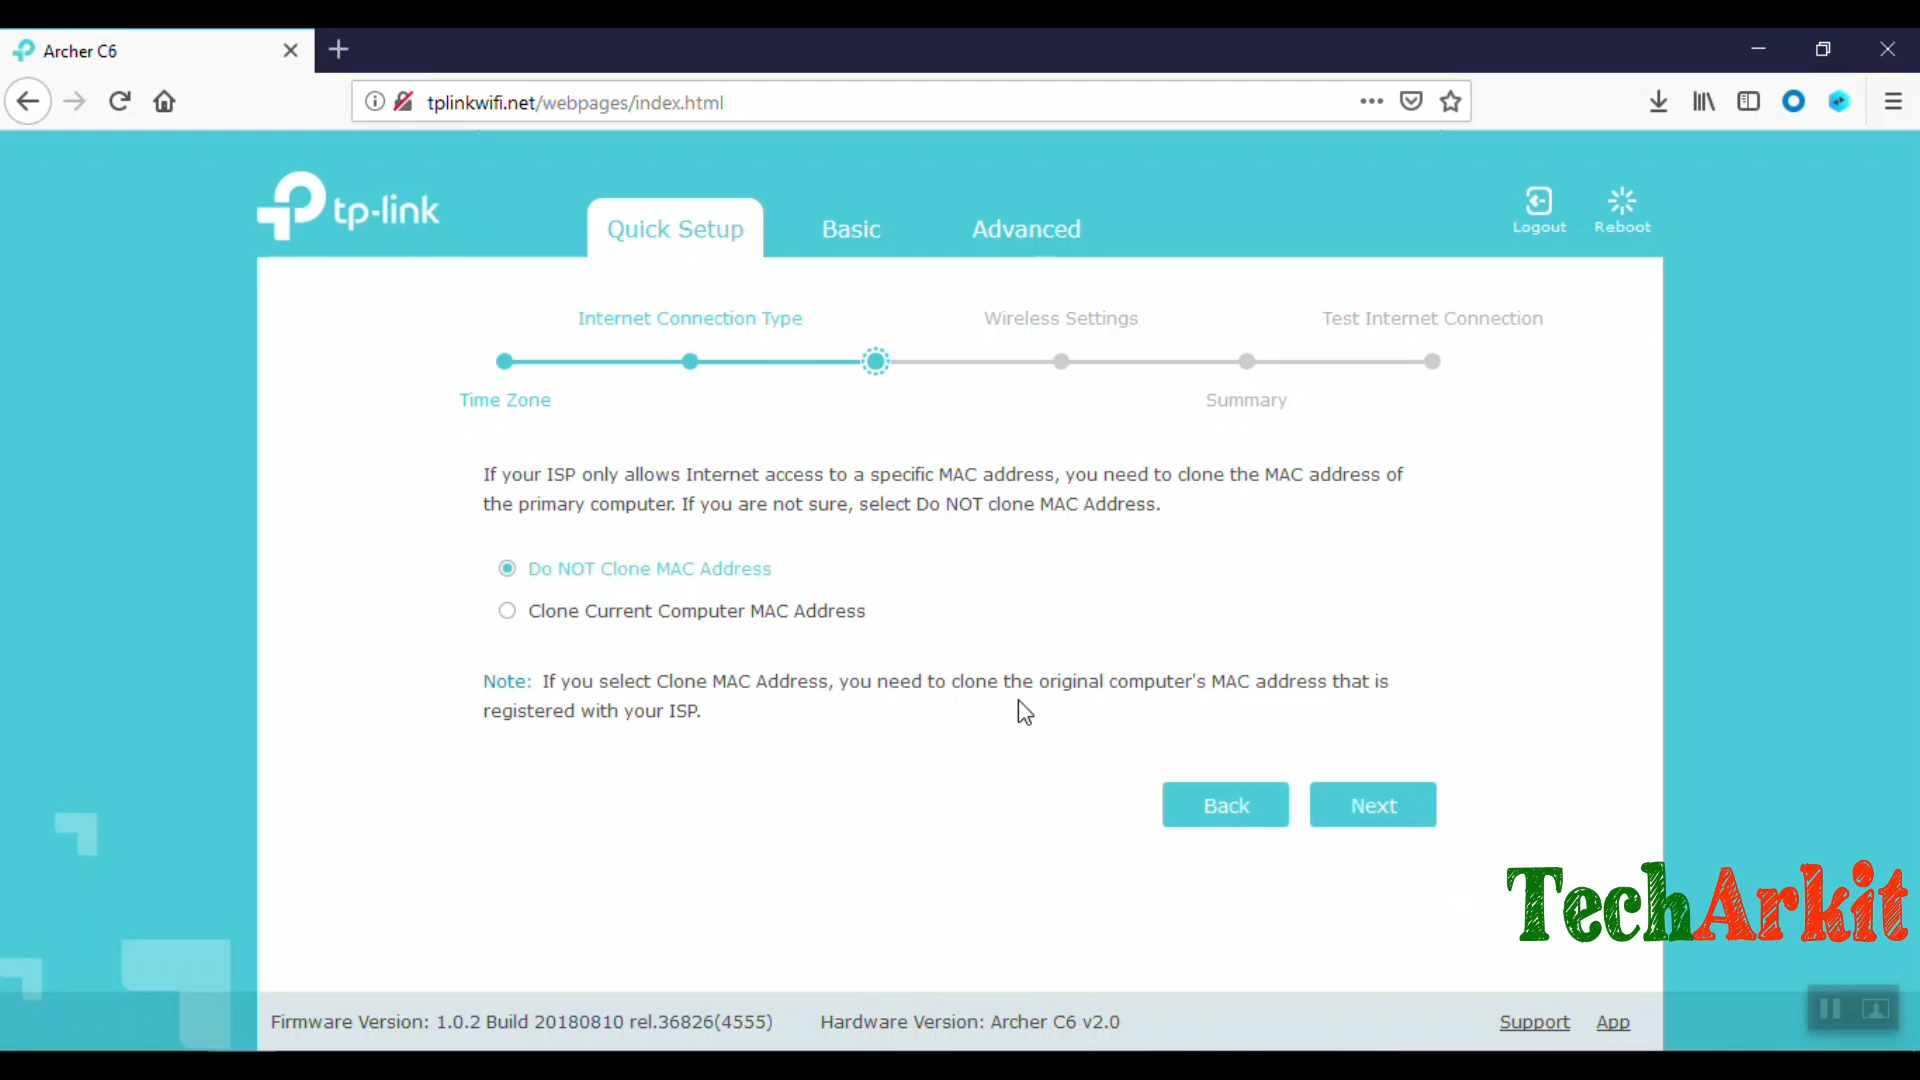 Archer C6
tplinkwifi.net/webpages/index.html
tp-link
Quick Setup
Basic
Advanced
Logout
Reboot
Internet Connection Type
Wireless Settings
Test Internet Connection
Time Zone
Summary
If your ISP only allows Internet access to a specific MAC address, you need to clone the MAC address of
the primary computer. If you are not sure, select Do NOT clone MAC Address.
Do NOT Clone MAC Address
Clone Current Computer MAC Address
Note: If you select Clone MAC Address, you need to clone the original computer's MAC address that is
registered with your ISP.
Back
Next
TechArkit
Firmware Version: 1.0.2 Build 20180810 rel.36826(4555)
Hardware Version: Archer C6 v2.0
Support
App